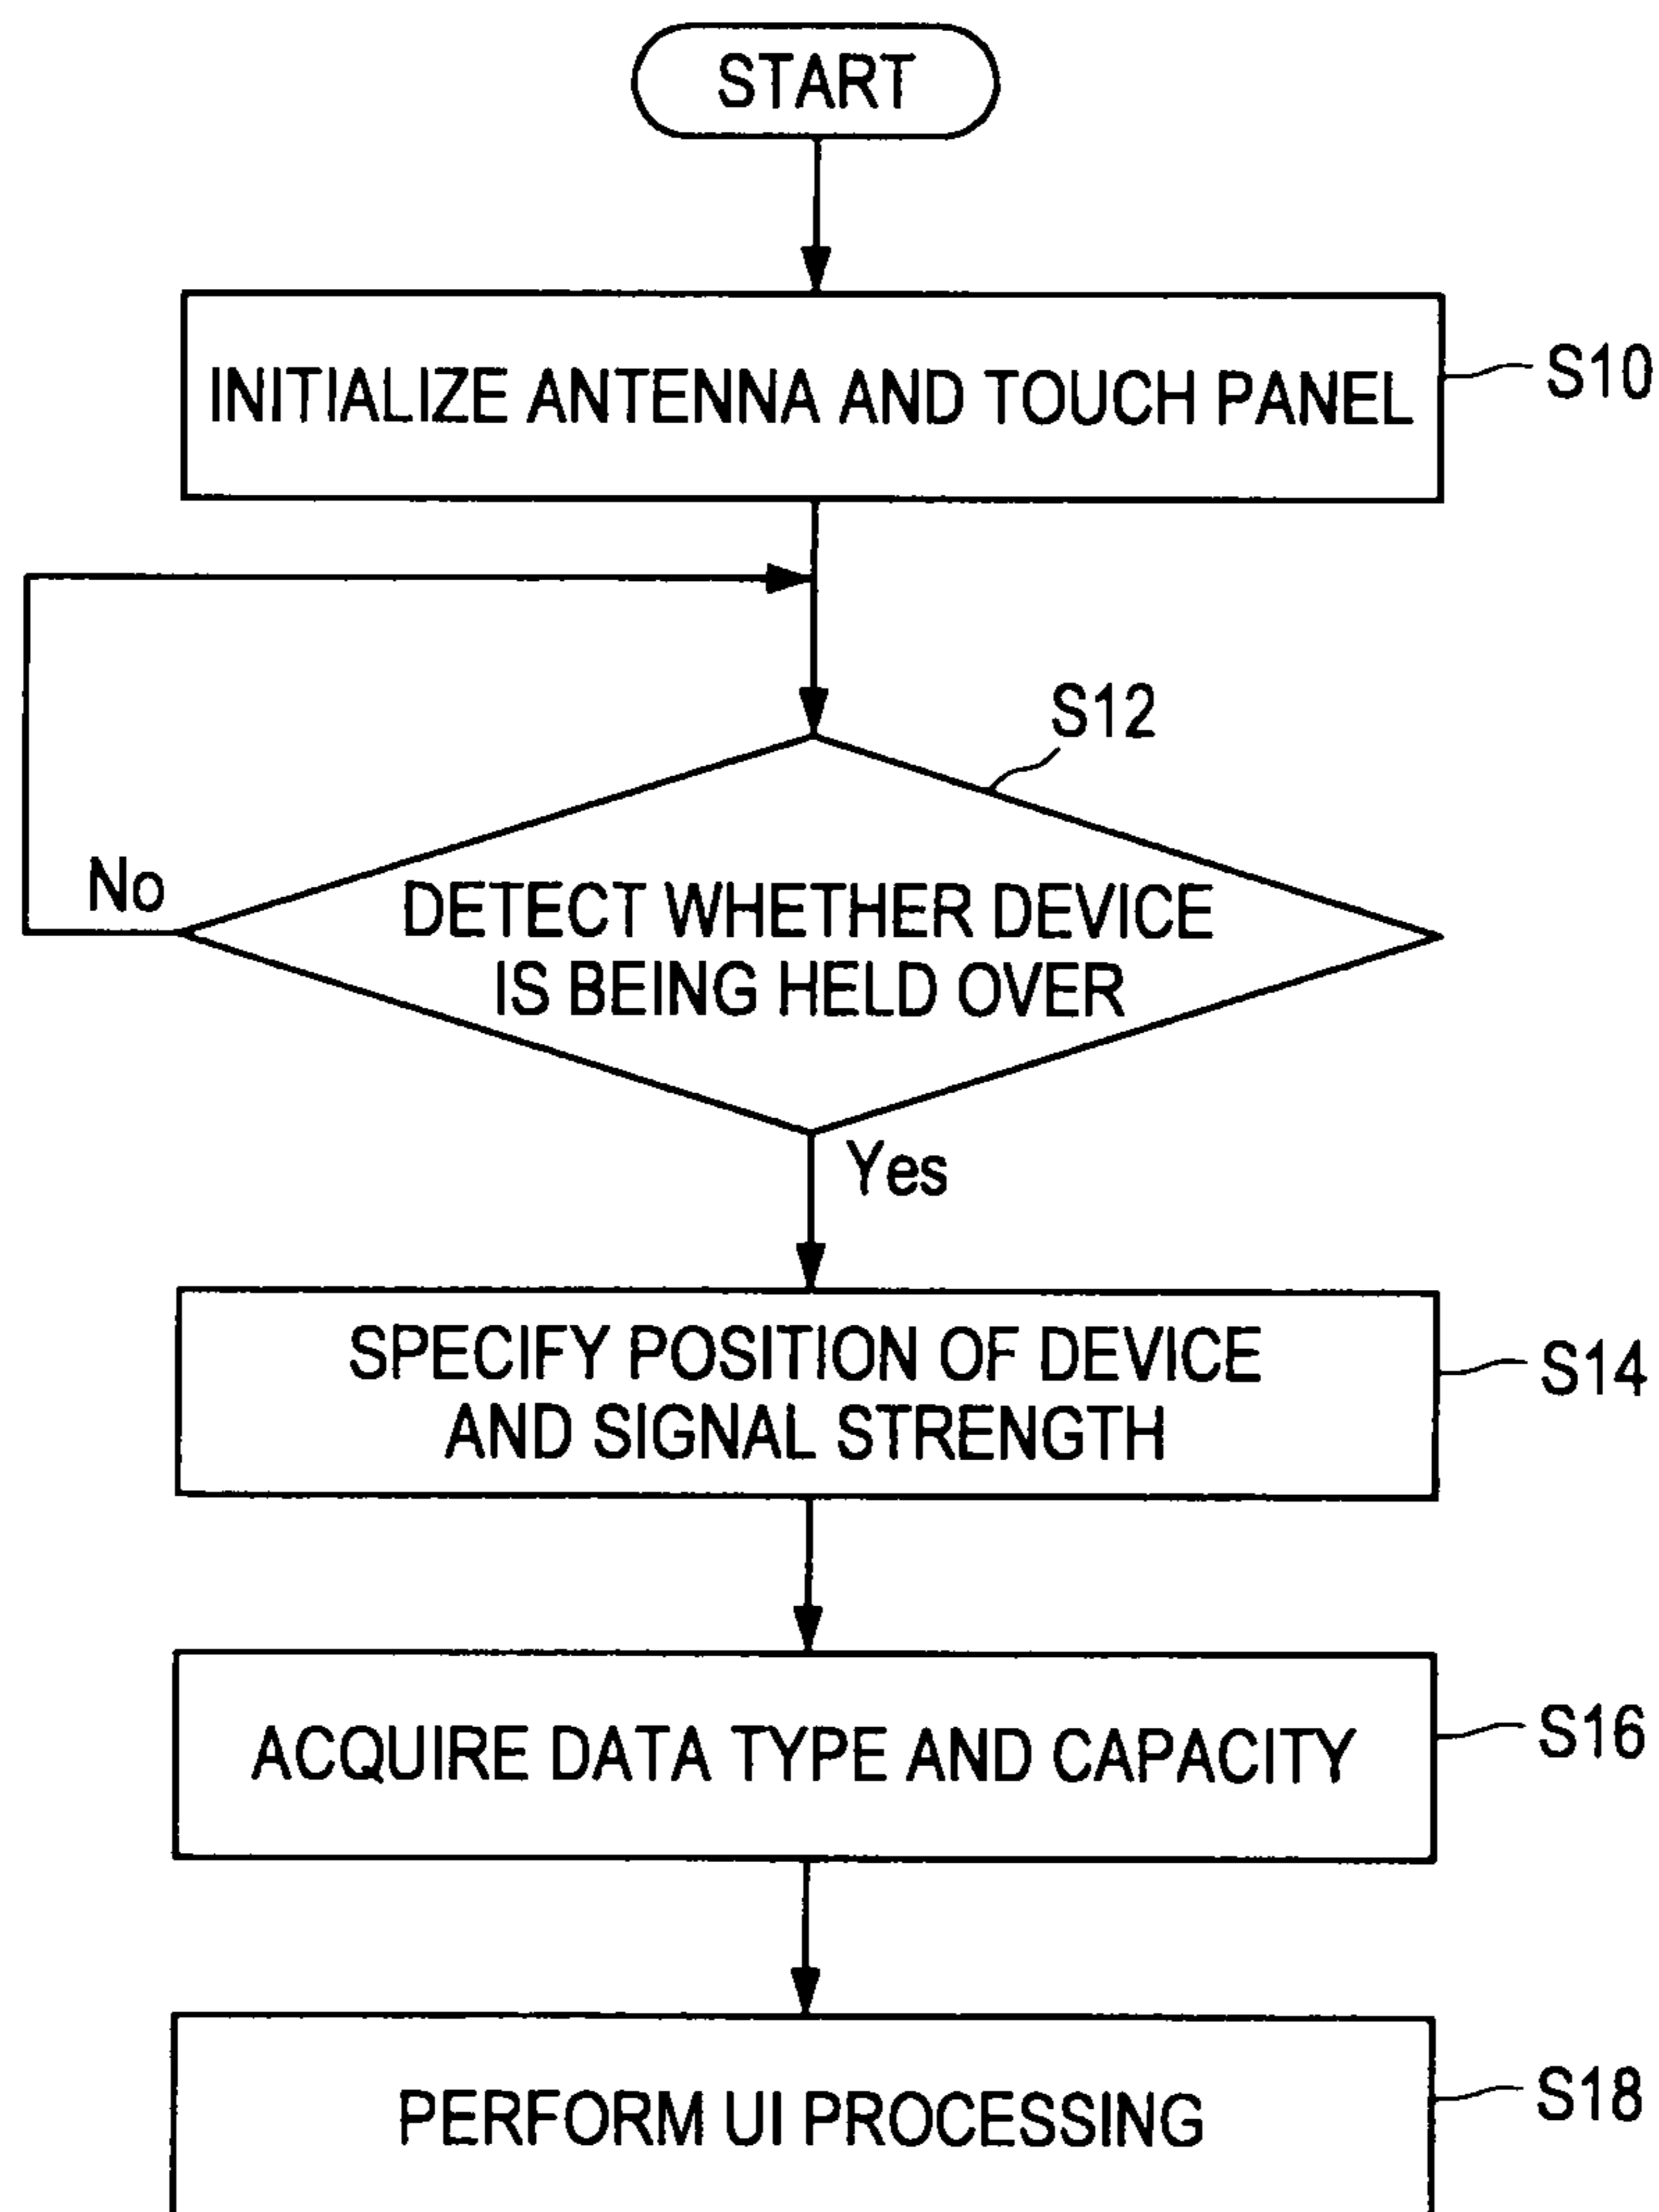 START
INITIALIZE ANTENNA AND TOUCH PANEL
S10
S12
No
DETECT WHETHER DEVICE
IS BEING HELD OVER
Yes
SPECIFY POSITION OF DEVICE
AND SIGNAL STRENGTH
S14
ACQUIRE DATA TYPE AND CAPACITY
S16
PERFORM UI PROCESSING
S18